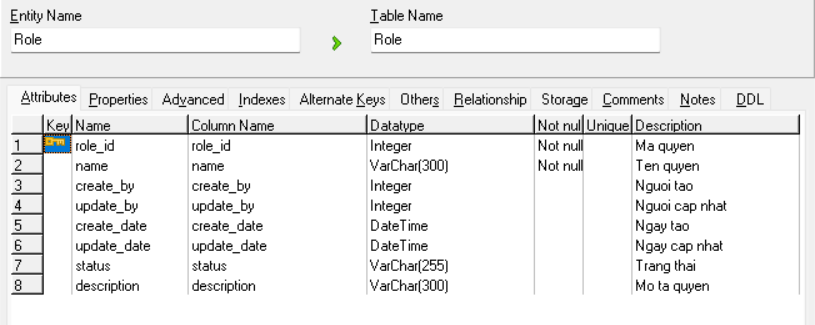 Entity Name Table Name
Role Role
Attributes Properties Advanced Indexes Alternate Keys Others Relationship Storage Comments Notes DDL
Key Name Column Name Datatype Not nul Unique Description
1 role_id role_id Integer Not null Ma quyen
2 name name VarChar(300) Not null Ten quyen
3 create_by create_by Integer Nguoi tao
4 update_by update_by Integer Nguoi cap nhat
5 create_date create_date DateTime Ngay tao
6 update_date update_date DateTime Ngay cap nhat
7 status status VarChar(255) Trang thai
8 description description VarChar(300) Mo ta quyen